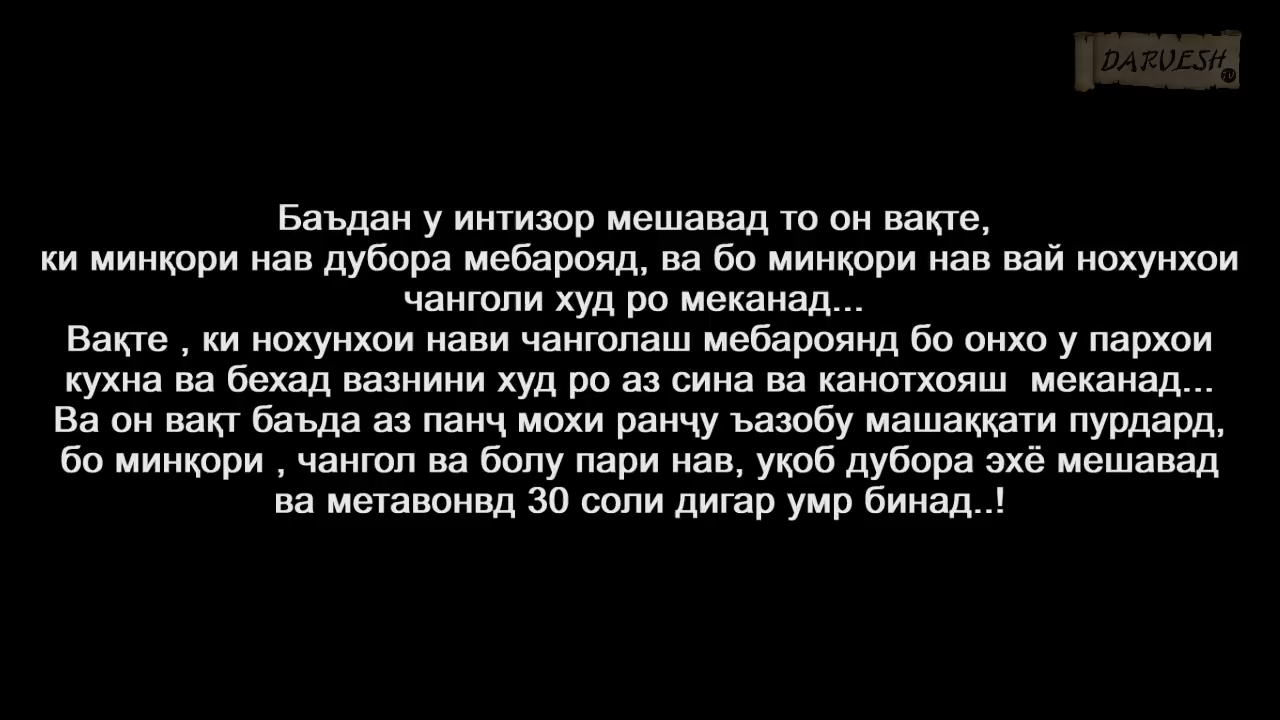 DARVESH TV
Баъдан у интизор мешавад то он вақте,
ки минқори нав дубора мебарояд, ва бо минқори нав вай нохунхои
чанголи худ ро меканад...
Вақте , ки нохунхои нави чанголаш мебароянд бо онхо у пархои
кухна ва бехад вазнини худ ро аз сина ва канотхояш меканад...
Ва он вақт баъда аз панҷ мохи ранҷу ъазобу машаққати пурдард,
бо минқори , чангол ва болу пари нав, уқоб дубора эхё мешавад
ва метавонвд 30 соли дигар умр бинад..!